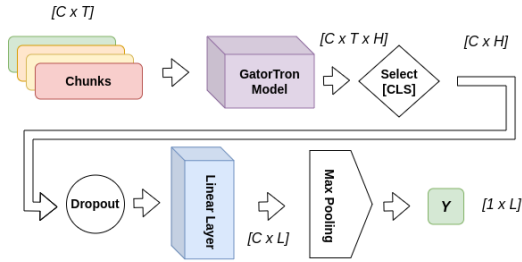 [C x T]
Chunks
GatorTron
Model
[C x T x H]
Select
[CLS]
[C x H]
Dropout
Linear Layer
[C x L]
Max Pooling
Y
[1 x L]